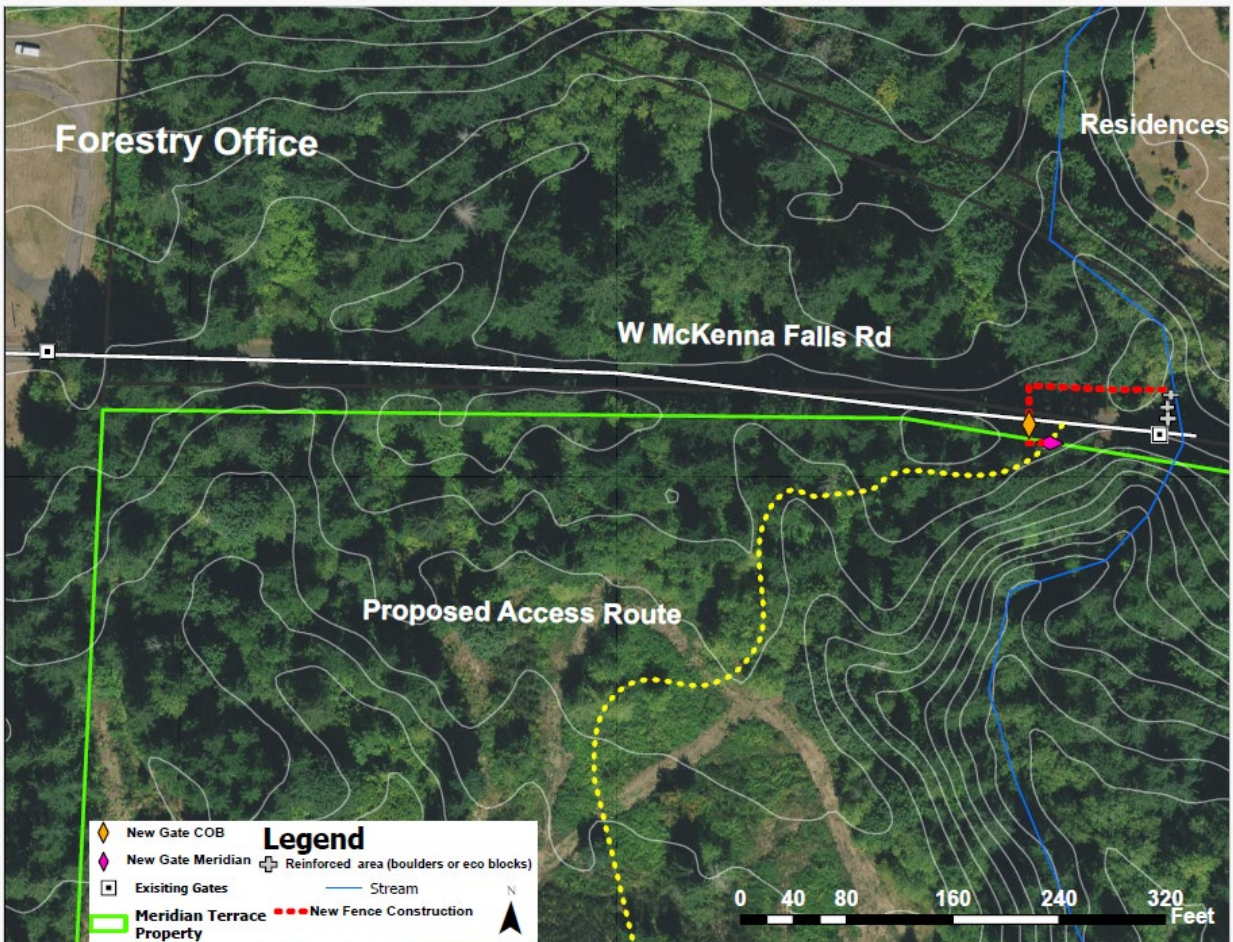 Forestry Office
Residences
W McKenna Falls Rd
Proposed Access Route
Legend
New Gate COB
New Gate Meridian
Reinforced area (boulders or eco blocks)
Exisiting Gates
Stream
N
Meridian Terrace
Property
New Fence Construction
0 40 80 160 240 320
Feet